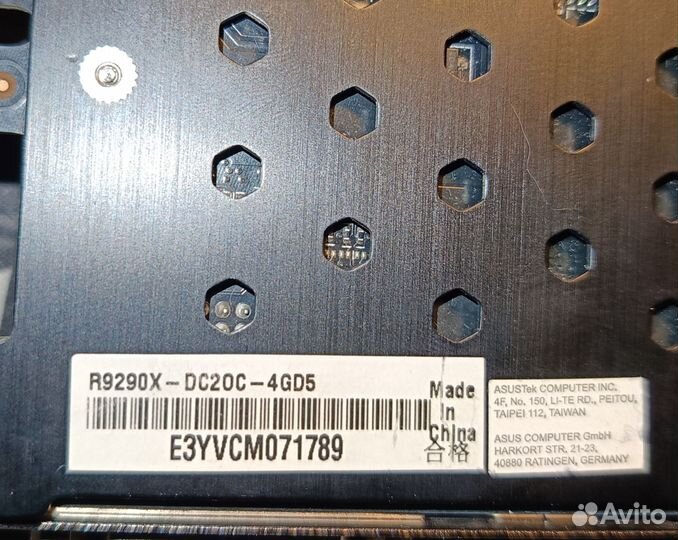 R9290X-DC2OC-4GD5
Made
In
China
合格
E3YVCM071789
ASUSTek COMPUTER INC.
4F, No. 150, LI-TE RD., PEITOU,
TAIPEI 112, TAIWAN
ASUS COMPUTER GmbH
HARKORT STR. 21-23,
40880 RATINGEN, GERMANY
Avito